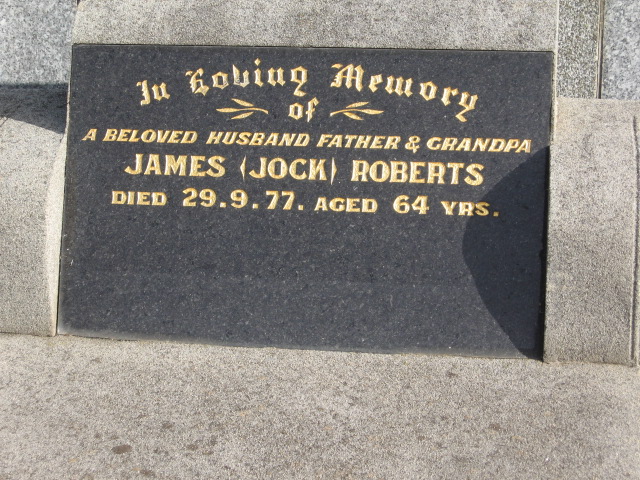 In Loving Memory
of
A BELOVED HUSBAND FATHER & GRANDPA
JAMES (JOCK) ROBERTS
DIED 29.9.77. AGED 64 YRS.